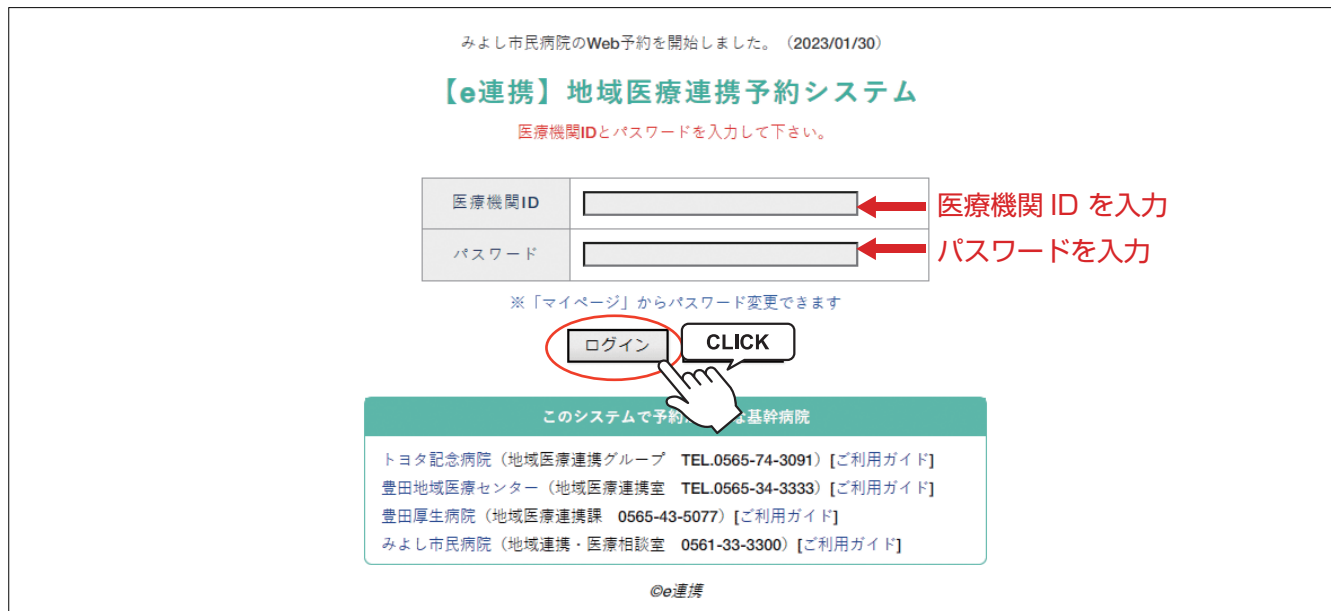 みよし市民病院のWeb予約を開始しました。（2023/01/30）
【e連携】地域医療連携予約システム
医療機関IDとパスワードを入力して下さい。
医療機関ID
医療機関 ID を入力
パスワード
パスワードを入力
※「マイページ」からパスワード変更できます
ログイン
CLICK
このシステムで予約な基幹病院
トヨタ記念病院（地域医療連携グループ　TEL.0565-74-3091）[ご利用ガイド]
豊田地域医療センター（地域医療連携室　TEL.0565-34-3333）[ご利用ガイド]
豊田厚生病院（地域医療連携課　0565-43-5077）[ご利用ガイド]
みよし市民病院（地域連携・医療相談室　0561-33-3300）[ご利用ガイド]
©e連携